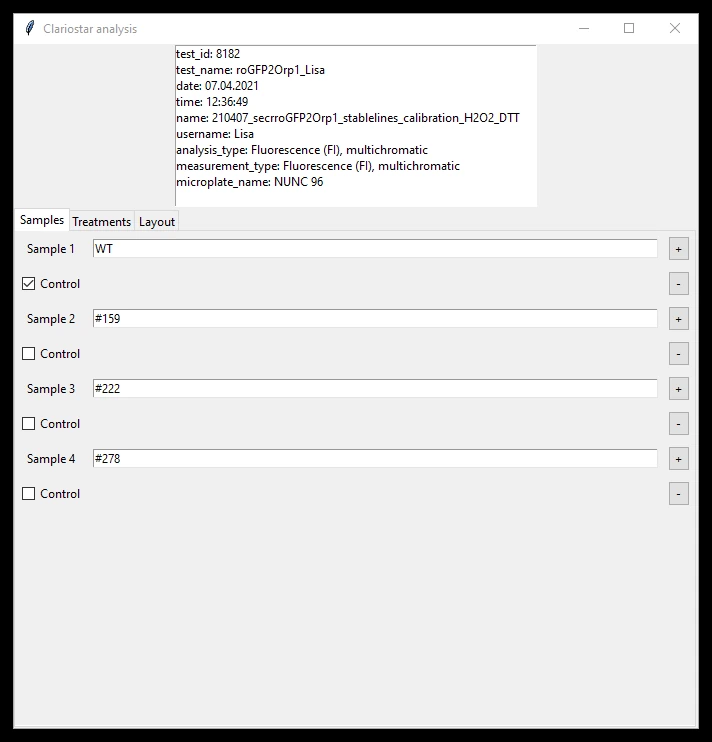 Clariostar analysis
test_id: 8182
test_name: roGFP2Orp1_Lisa
date: 07.04.2021
time: 12:36:49
name: 210407_secrroGFP2Orp1_stablelines_calibration_H2O2_DTT
username: Lisa
analysis_type: Fluorescence (FI), multichromatic
measurement_type: Fluorescence (FI), multichromatic
microplate_name: NUNC 96
Samples Treatments Layout
Sample 1 WT +
Control -
Sample 2 #159 +
Control -
Sample 3 #222 +
Control -
Sample 4 #278 +
Control -